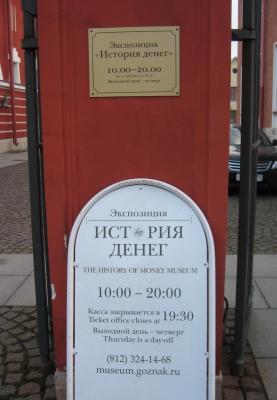 Экспозиция
«История денег»
10.00–20.00
Выходной день – четверг
Экспозиция
ИСТ РИЯ
ДЕНЕГ
THE HISTORY OF MONEY MUSEUM
10:00 – 20:00
Касса закрывается в
Ticket office closes at 19:30
Выходной день – четверг
Thursday is a day-off
(812) 324-14-68
museum.goznak.ru